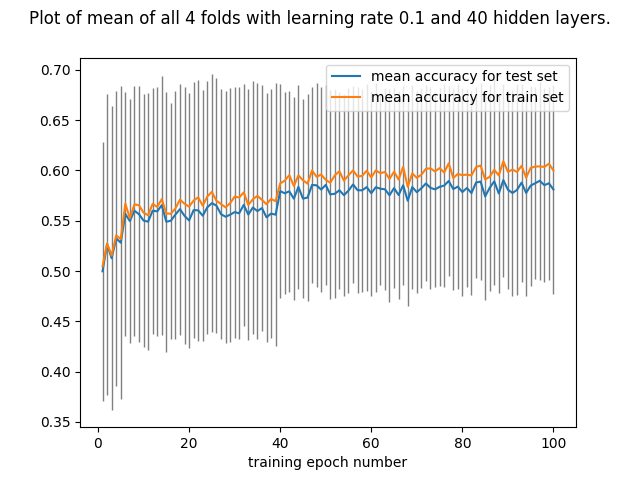 Plot of mean of all 4 folds with learning rate 0.1 and 40 hidden layers.
mean accuracy for test set
mean accuracy for train set
0.70
0.65
0.60
0.55
0.50
0.45
0.40
0.35
0 20 40 60 80 100
training epoch number